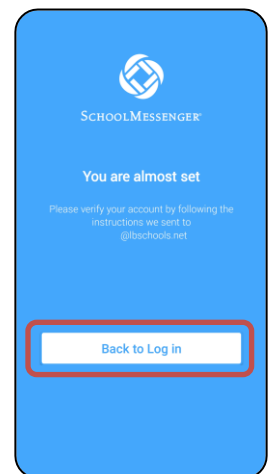 SCHOOLMESSENGER®
You are almost set
Please verify your account by following the
instructions we sent to
@lbschools.net
Back to Log in